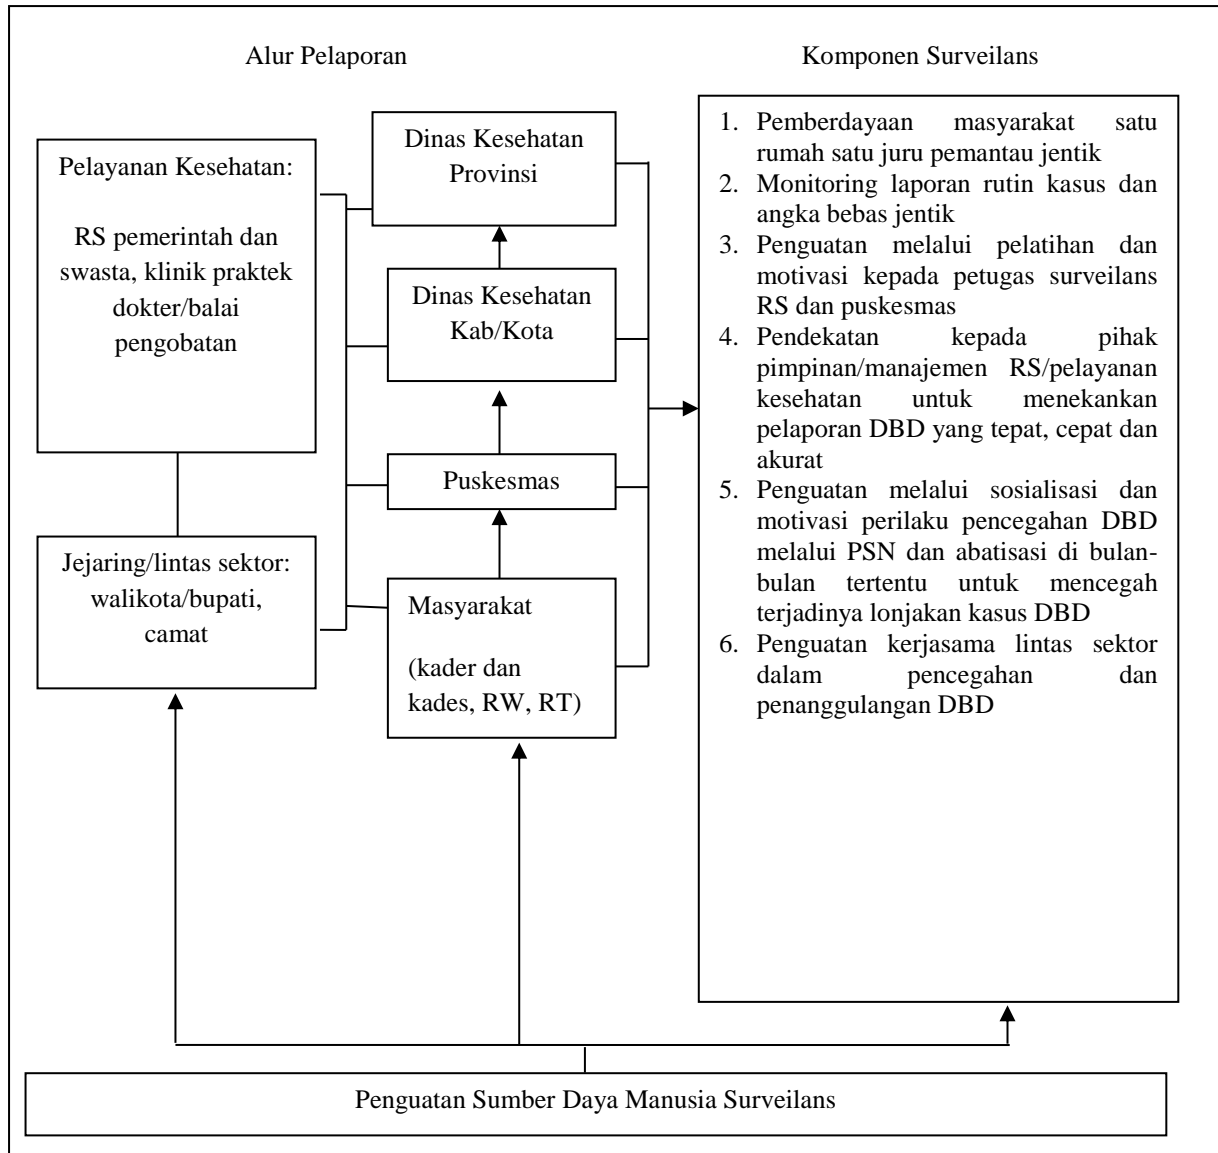 Alur Pelaporan
Komponen Surveilans
Pelayanan Kesehatan:
RS pemerintah dan
swasta, klinik praktek
dokter/balai
pengobatan
Jejaring/lintas sektor:
walikota/bupati,
camat
Dinas Kesehatan
Provinsi
Dinas Kesehatan
Kab/Kota
Puskesmas
Masyarakat
(kader dan
kades, RW, RT)
1. Pemberdayaan masyarakat satu
rumah satu juru pemantau jentik
2. Monitoring laporan rutin kasus dan
angka bebas jentik
3. Penguatan melalui pelatihan dan
motivasi kepada petugas surveilans
RS dan puskesmas
4. Pendekatan kepada pihak
pimpinan/manajemen RS/pelayanan
kesehatan untuk menekankan
pelaporan DBD yang tepat, cepat dan
akurat
5. Penguatan melalui sosialisasi dan
motivasi perilaku pencegahan DBD
melalui PSN dan abatisasi di bulan-
bulan tertentu untuk mencegah
terjadinya lonjakan kasus DBD
6. Penguatan kerjasama lintas sektor
dalam pencegahan dan
penanggulangan DBD
Penguatan Sumber Daya Manusia Surveilans